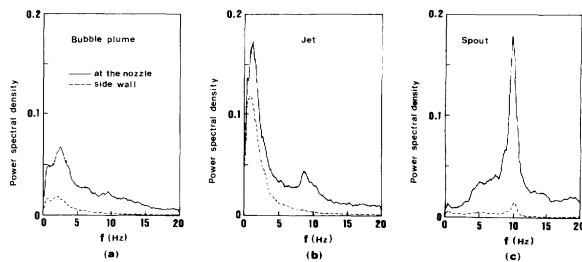 0.2
Bubble plume
at the nozzle
side wall
0.1
Power spectral density
0
0
5
10
15
20
f (Hz)
(a)
0.2
Jet
0.1
Power spectral density
0
0
5
10
15
20
f (Hz)
(b)
0.2
Spout
0.1
Power spectral density
0
0
5
10
15
20
f (Hz)
(c)